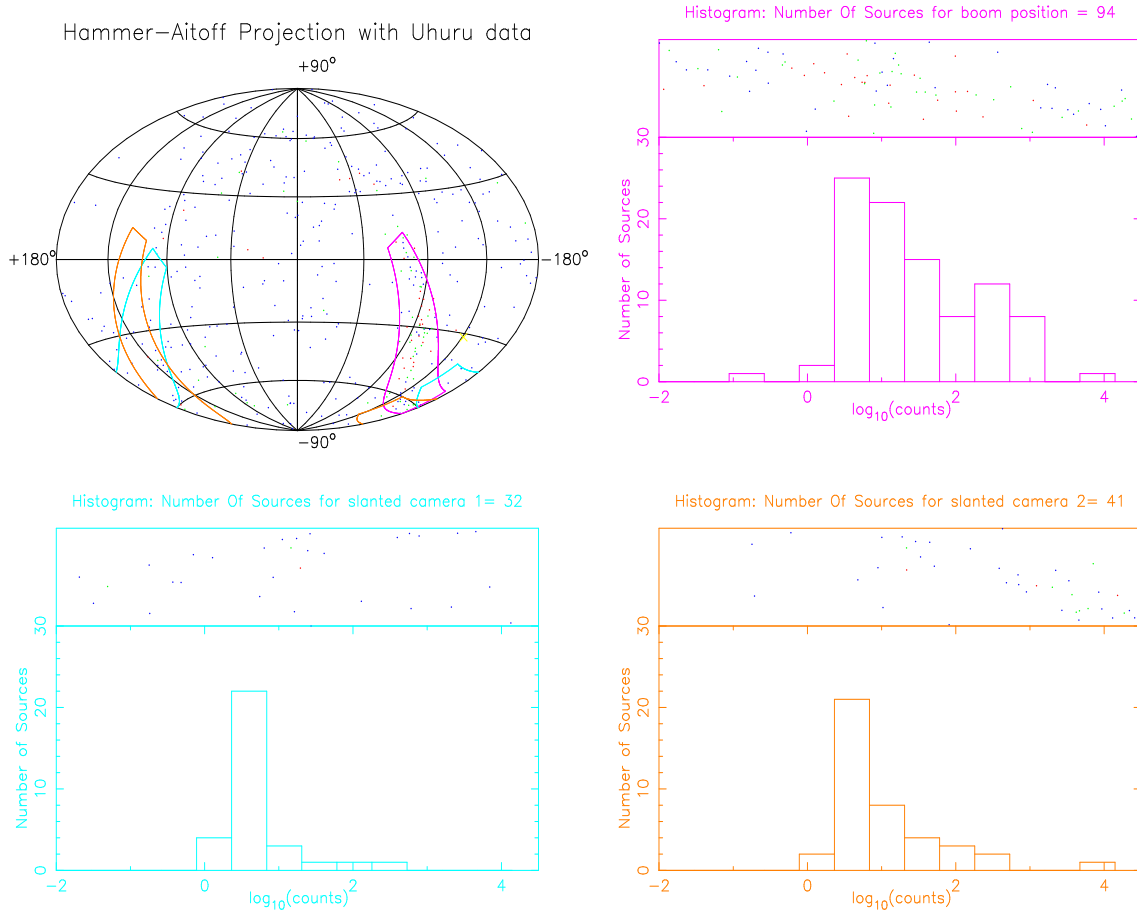 Hammer-Aitoff Projection with Uhuru data
+90°
+180°
-180°
-90°
Histogram: Number Of Sources for boom position = 94
Number of Sources
30
20
10
0
-2 0 2 4
log10(counts)
Histogram: Number Of Sources for slanted camera 1= 32
Number of Sources
30
20
10
0
-2 0 2 4
log10(counts)
Histogram: Number Of Sources for slanted camera 2= 41
Number of Sources
30
20
10
0
-2 0 2 4
log10(counts)